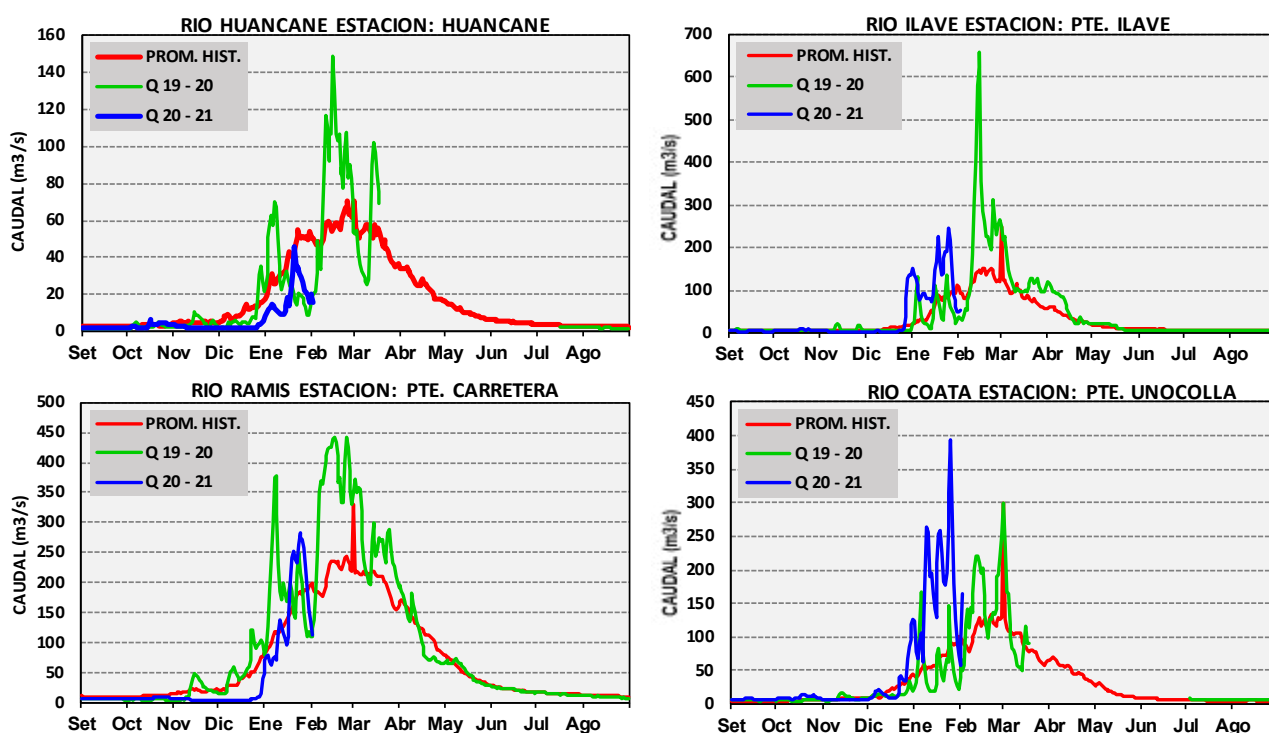 RIO HUANCANE ESTACION: HUANCANE
CAUDAL (m3/s)
160
140
120
100
80
60
40
20
0
PROM. HIST.
Q 19 - 20
Q 20 - 21
Set Oct Nov Dic Ene Feb Mar Abr May Jun Jul Ago
RIO ILAVE ESTACION: PTE. ILAVE
CAUDAL (m3/s)
700
600
500
400
300
200
100
0
PROM. HIST.
Q 19 - 20
Q 20 - 21
Set Oct Nov Dic Ene Feb Mar Abr May Jun Jul Ago
RIO RAMIS ESTACION: PTE. CARRETERA
CAUDAL (m3/s)
500
450
400
350
300
250
200
150
100
50
0
PROM. HIST.
Q 19 - 20
Q 20 - 21
Set Oct Nov Dic Ene Feb Mar Abr May Jun Jul Ago
RIO COATA ESTACION: PTE. UNOCOLLA
CAUDAL (m3/s)
450
400
350
300
250
200
150
100
50
0
PROM. HIST.
Q 19 - 20
Q 20 - 21
Set Oct Nov Dic Ene Feb Mar Abr May Jun Jul Ago